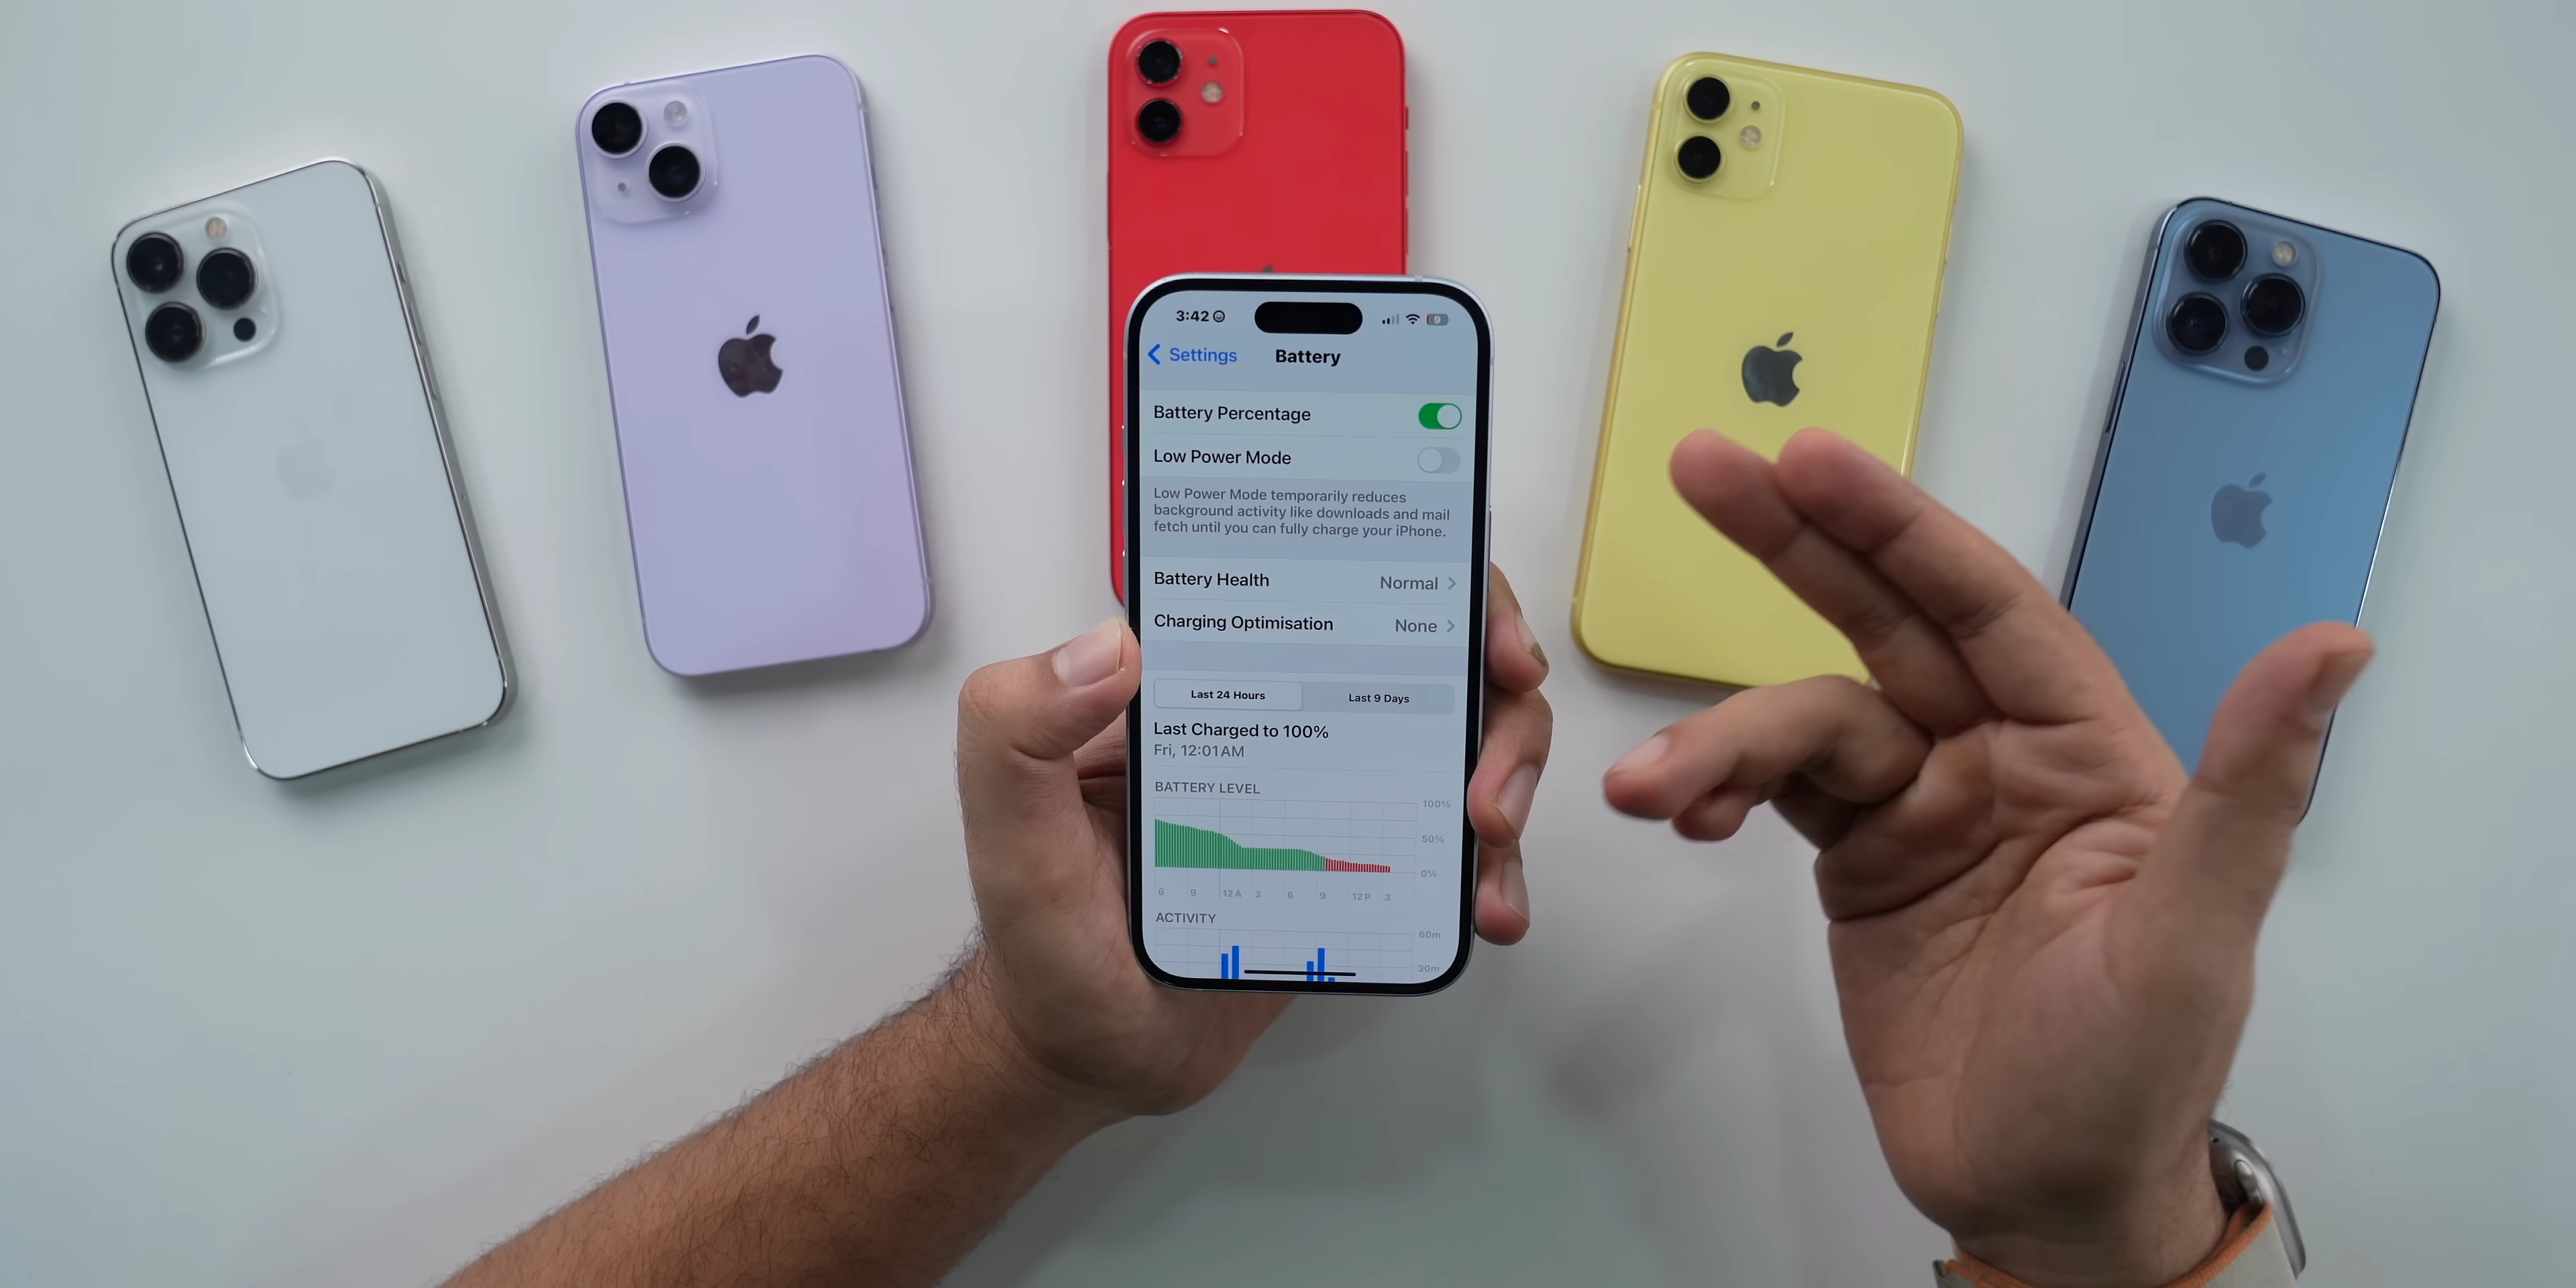 3:42
9
Settings
Battery
Battery Percentage
Low Power Mode
Low Power Mode temporarily reduces
background activity like downloads and mail
fetch until you can fully charge your iPhone.
Battery Health Normal
Charging Optimisation None
Last 24 Hours Last 9 Days
Last Charged to 100%
Fri, 12:01 AM
BATTERY LEVEL
100%
50%
0%
6 9 12 A 3 6 9 12 P 3
ACTIVITY
60m
30m